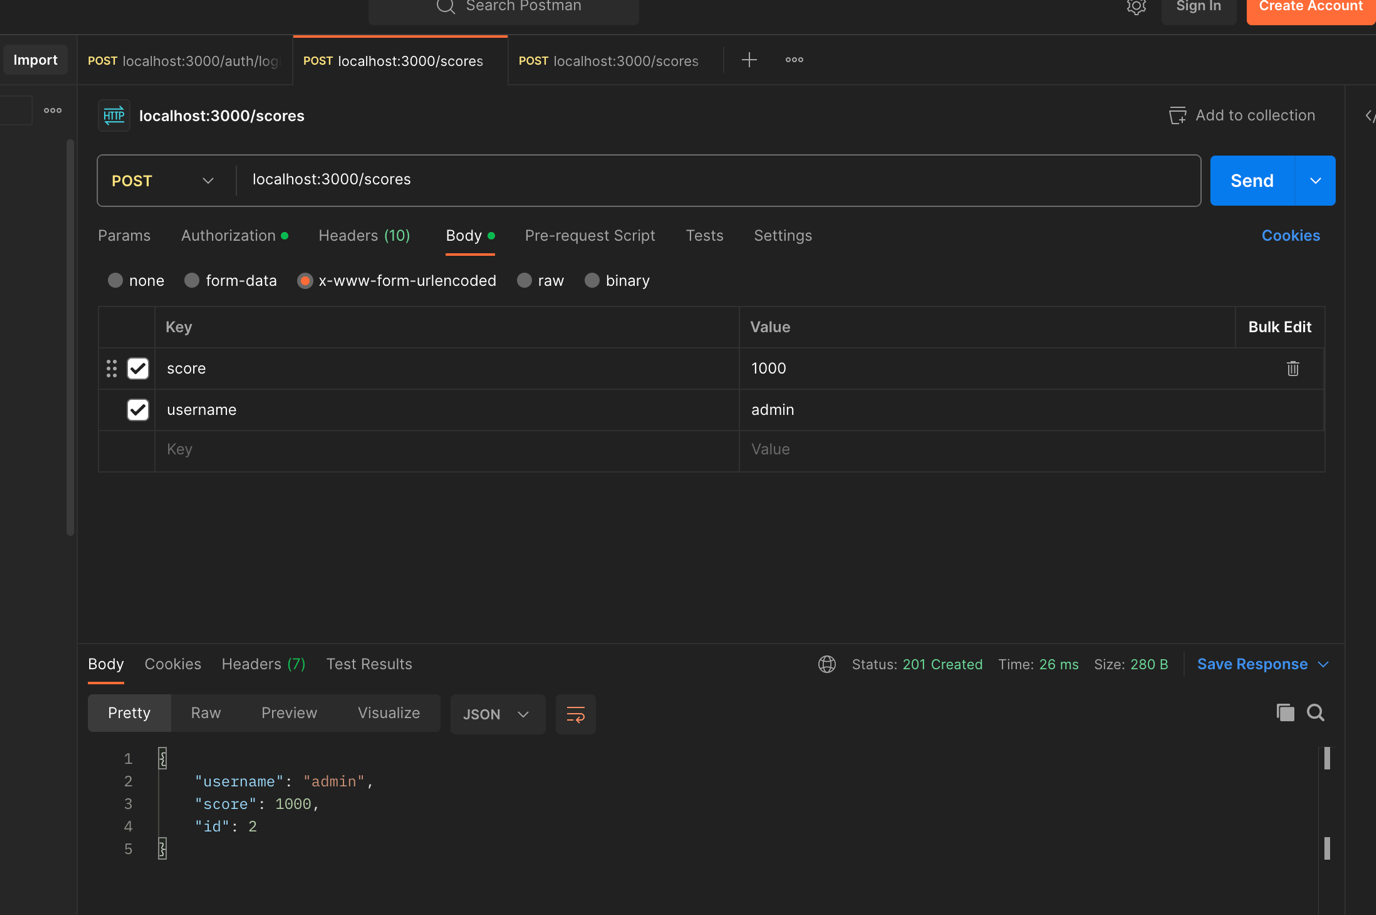 Search Postman
Sign In
Create Account
Import
POST localhost:3000/auth/log
POST localhost:3000/scores
POST localhost:3000/scores
HTTP
localhost:3000/scores
Add to collection
POST
localhost:3000/scores
Send
Params
Authorization
Headers (10)
Body
Pre-request Script
Tests
Settings
Cookies
none
form-data
x-www-form-urlencoded
raw
binary
Key
Value
Bulk Edit
score
1000
username
admin
Key
Value
Body
Cookies
Headers (7)
Test Results
Status: 201 Created
Time: 26 ms
Size: 280 B
Save Response
Pretty
Raw
Preview
Visualize
JSON
1 {
2 "username": "admin",
3 "score": 1000,
4 "id": 2
5 }